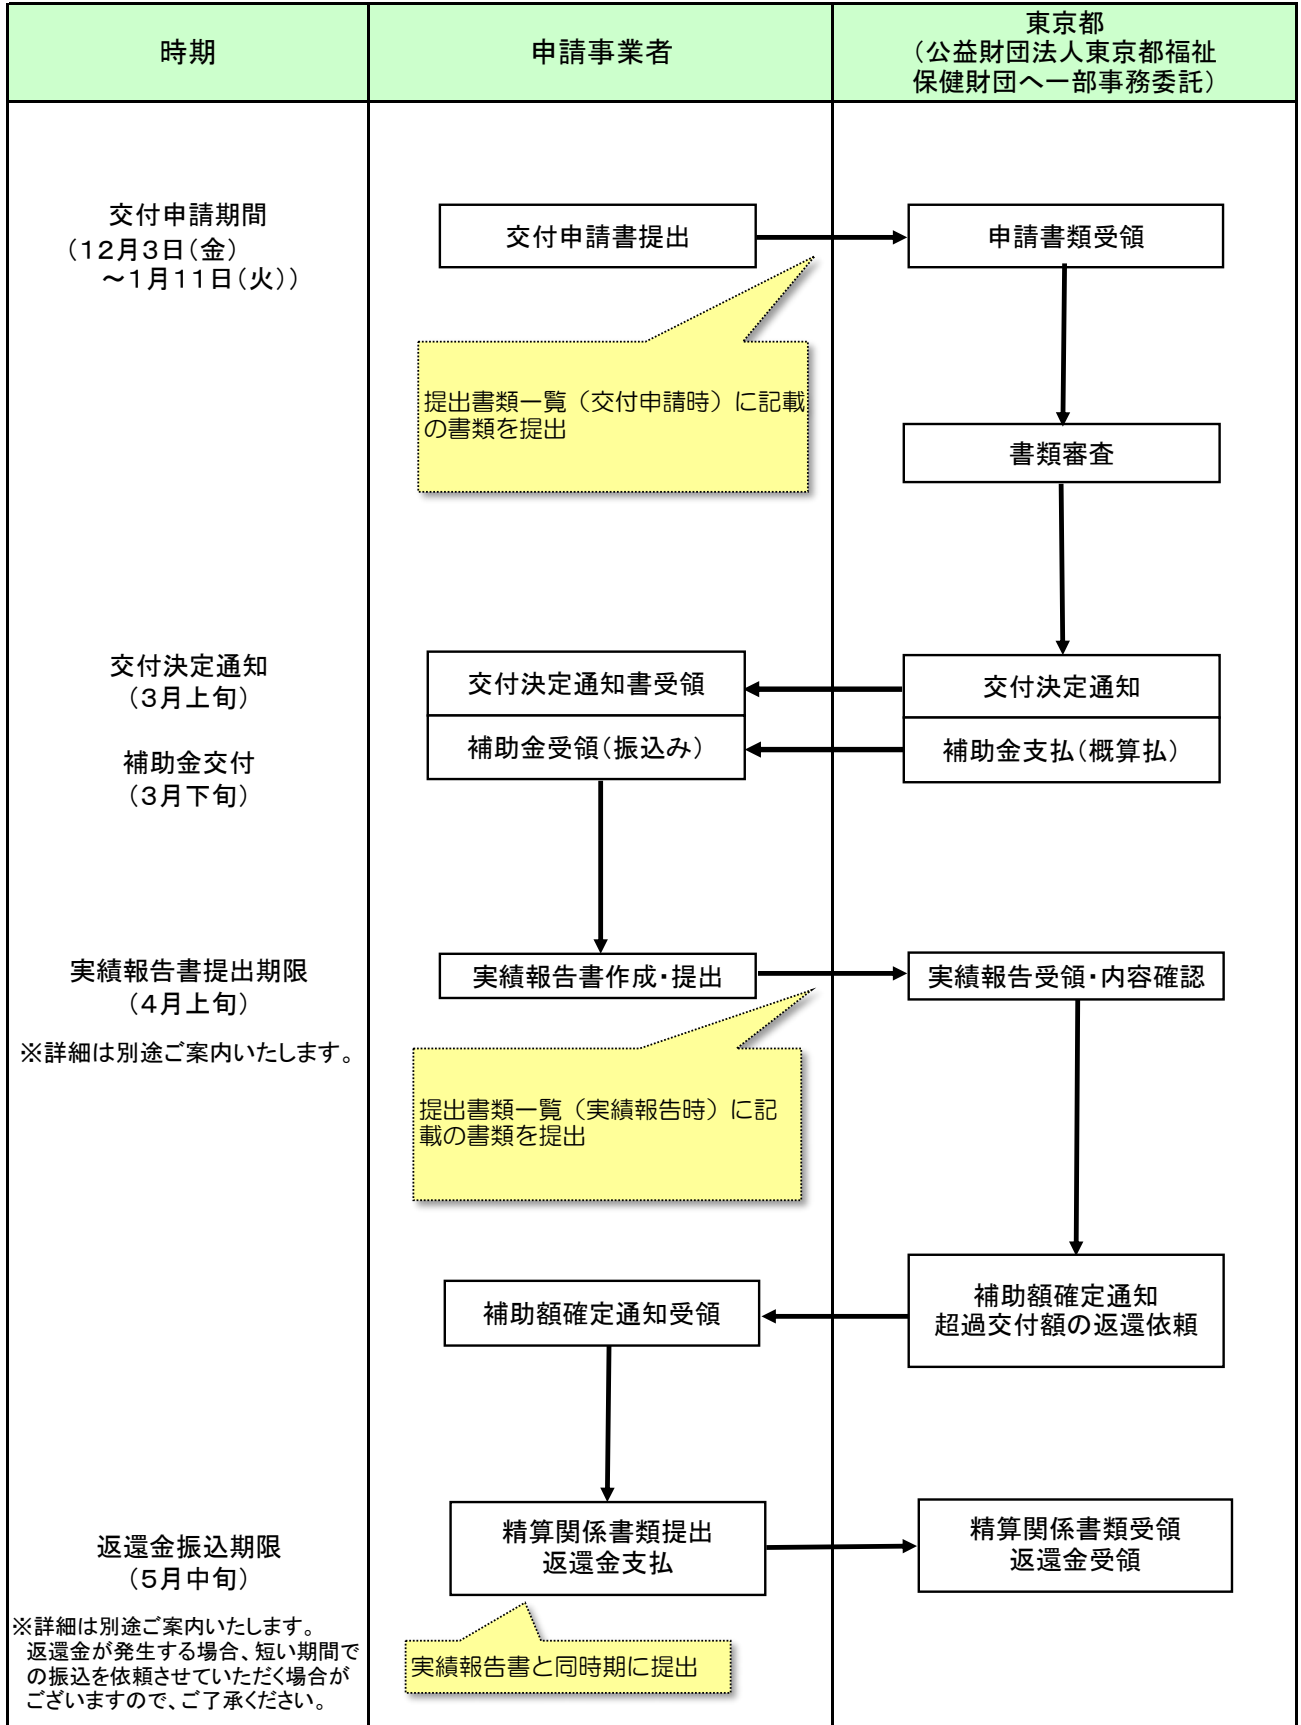 時期
申請事業者
東京都
（公益財団法人東京都福祉
保健財団へ一部事務委託）
交付申請期間
（１２月３日（金）
～１月１１日（火））
交付申請書提出
申請書類受領
提出書類一覧（交付申請時）に記載
の書類を提出
書類審査
交付決定通知
（３月上旬）
交付決定通知書受領
交付決定通知
補助金交付
（３月下旬）
補助金受領（振込み）
補助金支払（概算払）
実績報告書提出期限
（４月上旬）
※詳細は別途ご案内いたします。
実績報告書作成・提出
実績報告受領・内容確認
提出書類一覧（実績報告時）に記
載の書類を提出
補助額確定通知受領
補助額確定通知
超過交付額の返還依頼
返還金振込期限
（５月中旬）
※詳細は別途ご案内いたします。
返還金が発生する場合、短い期間で
の振込を依頼させていただく場合が
ございますので、ご了承ください。
精算関係書類提出
返還金支払
精算関係書類受領
返還金受領
実績報告書と同時期に提出